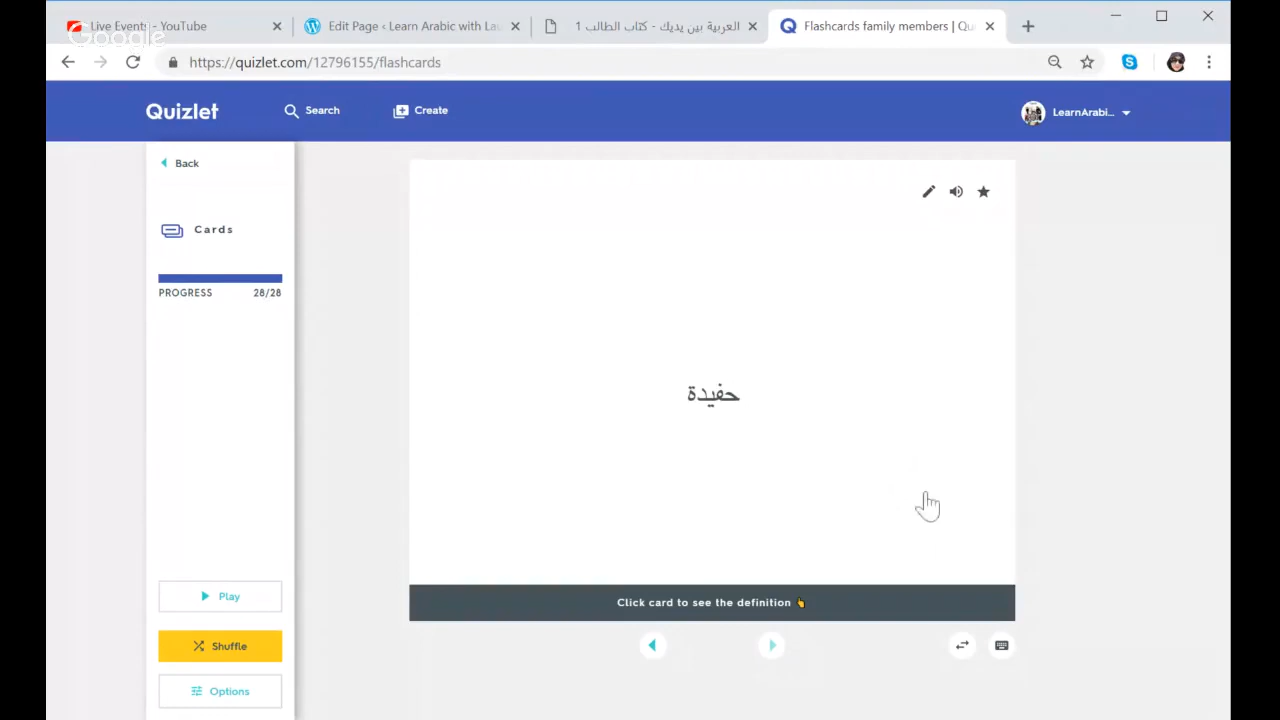 Live Events - YouTube
Edit Page ‹ Learn Arabic with Lau
العربية بين يديك - كتاب الطالب 1
Flashcards family members | Qu
Google
https://quizlet.com/12796155/flashcards
Quizlet
Search
Create
LearnArabi...
Back
Cards
PROGRESS 28/28
حفيدة
Play
Click card to see the definition 👆
Shuffle
Options